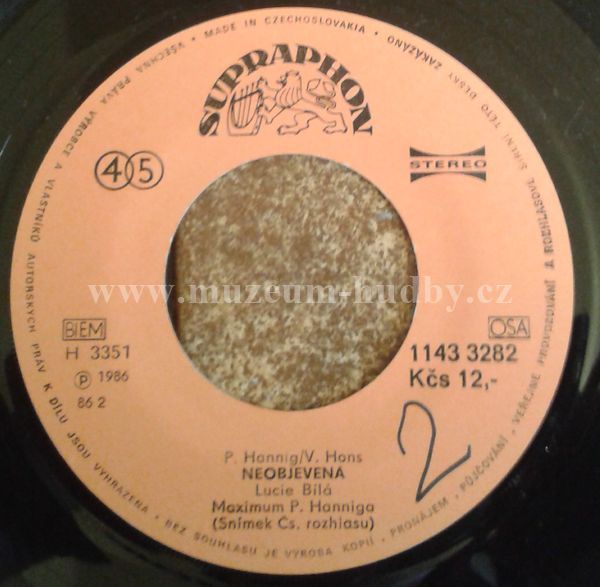 VŠECHNA PRÁVA VÝROBCE A VLASTNÍKŮ AUTORSKÝCH PRÁV K DÍLU JSOU VYHRAZENA · BEZ SOUHLASU JE VÝROBA KOPIÍ, PRONÁJEM, PŮJČOVÁNÍ, VEŘEJNÉ PROVOZOVÁNÍ A ROZHLASOVÉ ŠÍŘENÍ TÉTO DESKY ZAKÁZÁNO · MADE IN CZECHOSLOVAKIA ·
SUPRAPHON
45
STEREO
www.muzeum-hudby.cz
BIEM
OSA
H 3351
1143 3282
Ⓟ 1986
Kčs 12,-
86 2
2
P. Hannig/V. Hons
NEOBJEVENA
Lucie Bílá
Maximum P. Hanniga
(Snímek Čs. rozhlasu)